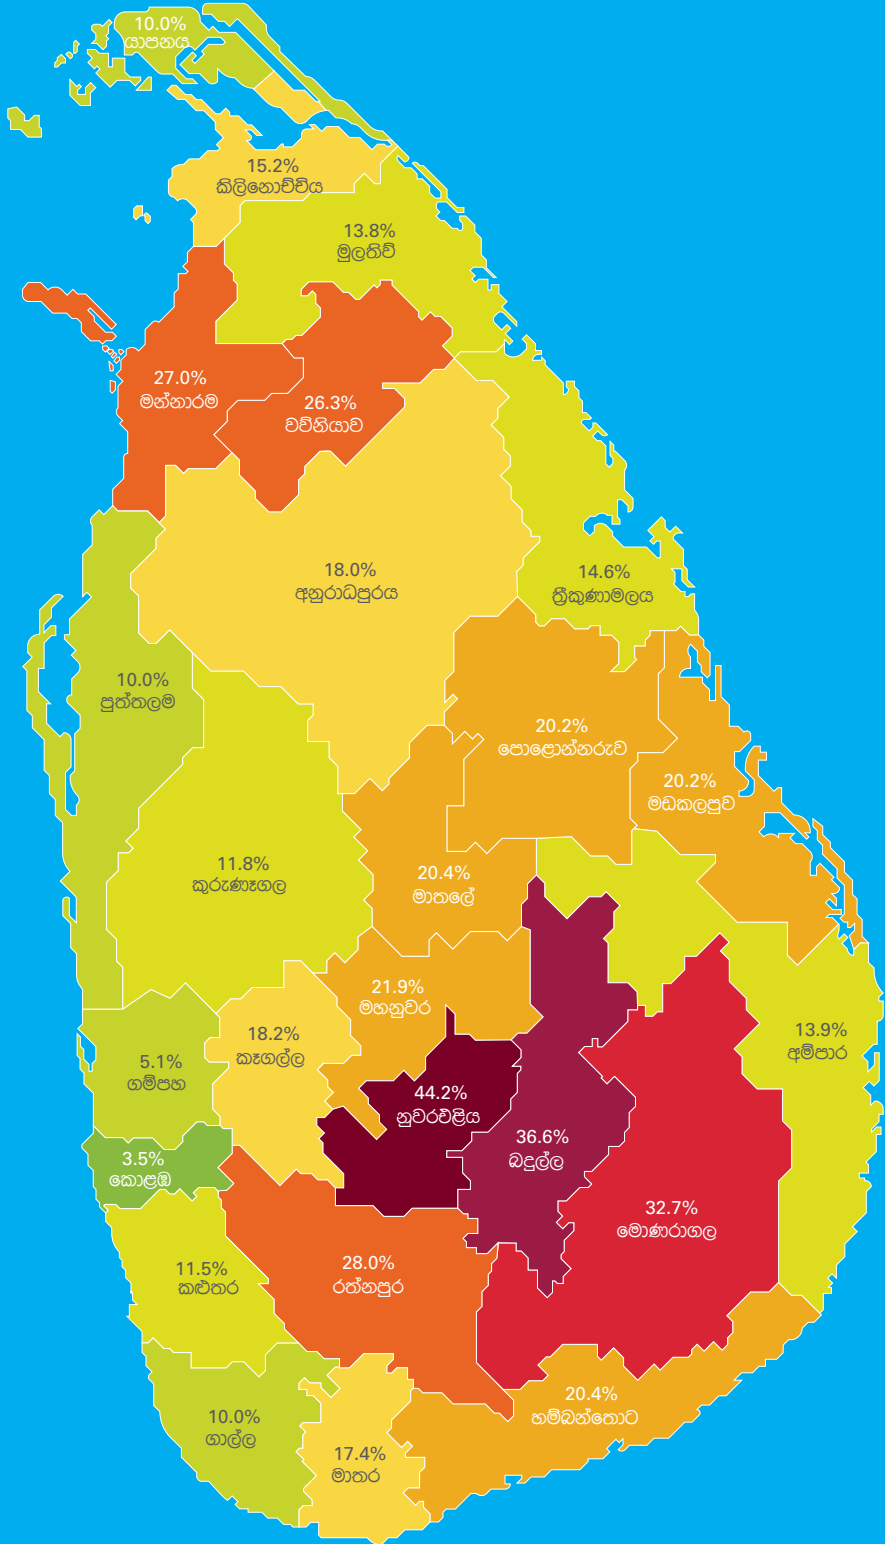 10.0%
යාපනය
15.2%
කිලිනොච්චිය
13.8%
මුලතිව්
27.0%
මන්නාරම
26.3%
වව්නියාව
18.0%
අනුරාධපුරය
14.6%
ත්‍රීකුණාමලය
10.0%
පුත්තලම
20.2%
පොළොන්නරුව
20.2%
මඩකලපුව
11.8%
කුරුණෑගල
20.4%
මාතලේ
21.9%
මහනුවර
18.2%
කෑගල්ල
13.9%
අම්පාර
5.1%
ගම්පහ
44.2%
නුවරඑළිය
36.6%
බදුල්ල
3.5%
කොළඹ
32.7%
මොණරාගල
11.5%
කළුතර
28.0%
රත්නපුර
20.4%
හම්බන්තොට
10.0%
ගාල්ල
17.4%
මාතර